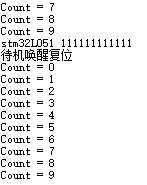 Count = 7
Count = 8
Count = 9
stm32L051 111111111111
待机唤醒复位
Count = 0
Count = 1
Count = 2
Count = 3
Count = 4
Count = 5
Count = 6
Count = 7
Count = 8
Count = 9